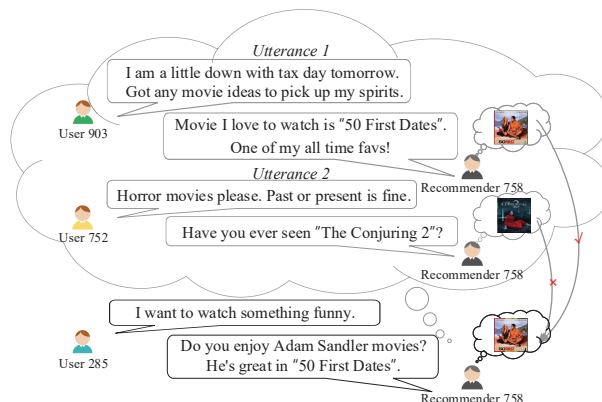 Utterance 1
I am a little down with tax day tomorrow.
Got any movie ideas to pick up my spirits.
User 903
Movie I love to watch is "50 First Dates".
One of my all time favs!
Recommender 758
Utterance 2
Horror movies please. Past or present is fine.
User 752
Have you ever seen "The Conjuring 2"?
Recommender 758
I want to watch something funny.
User 285
Do you enjoy Adam Sandler movies?
He's great in "50 First Dates".
Recommender 758